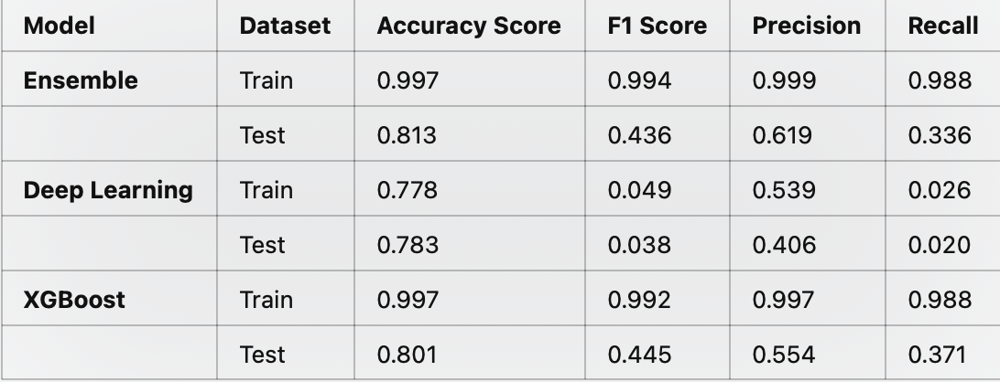 Model Dataset Accuracy Score F1 Score Precision Recall
Ensemble Train 0.997 0.994 0.999 0.988
Test 0.813 0.436 0.619 0.336
Deep Learning Train 0.778 0.049 0.539 0.026
Test 0.783 0.038 0.406 0.020
XGBoost Train 0.997 0.992 0.997 0.988
Test 0.801 0.445 0.554 0.371